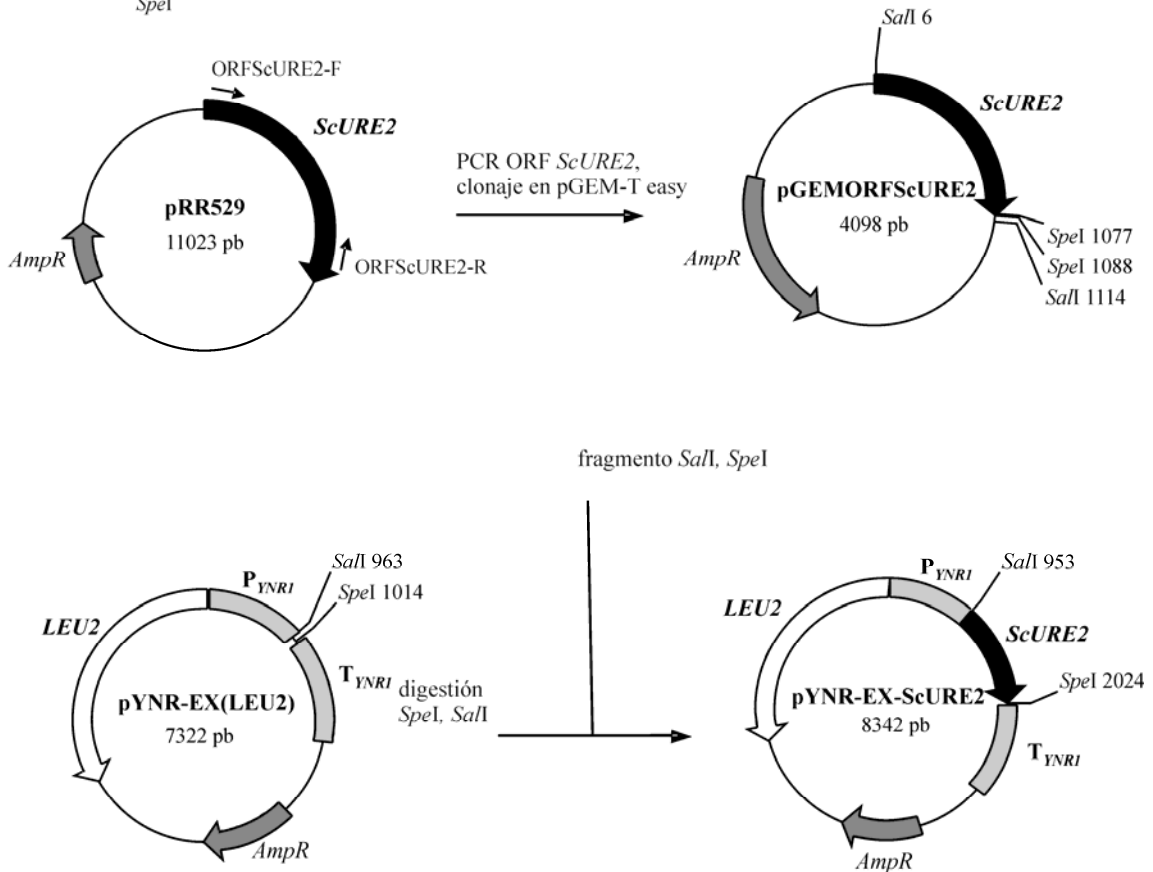 SpeI
ORFScURE2-F
ScURE2
pRR529
11023 pb
AmpR
ORFScURE2-R
PCR ORF ScURE2,
clonaje en pGEM-T easy
SalI 6
ScURE2
pGEMORFScURE2
4098 pb
AmpR
SpeI 1077
SpeI 1088
SalI 1114
fragmento SalI, SpeI
PYNR1
SalI 963
SpeI 1014
LEU2
TYNR1
pYNR-EX(LEU2)
7322 pb
AmpR
digestión
SpeI, SalI
PYNR1
SalI 953
LEU2
ScURE2
SpeI 2024
pYNR-EX-ScURE2
8342 pb
TYNR1
AmpR